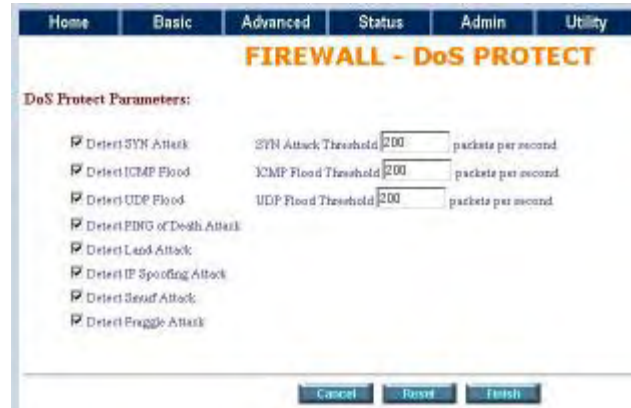 Home Basic Advanced Status Admin Utility
FIREWALL - DoS PROTECT
DoS Protect Parameters:
Detect SYN Attack SYN Attack Threshold 200 packets per second
Detect ICMP Flood ICMP Flood Threshold 200 packets per second
Detect UDP Flood UDP Flood Threshold 200 packets per second
Detect PING of Death Attack
Detect Land Attack
Detect IP Spoofing Attack
Detect Smurf Attack
Detect Fraggle Attack
Cancel Reset Finish